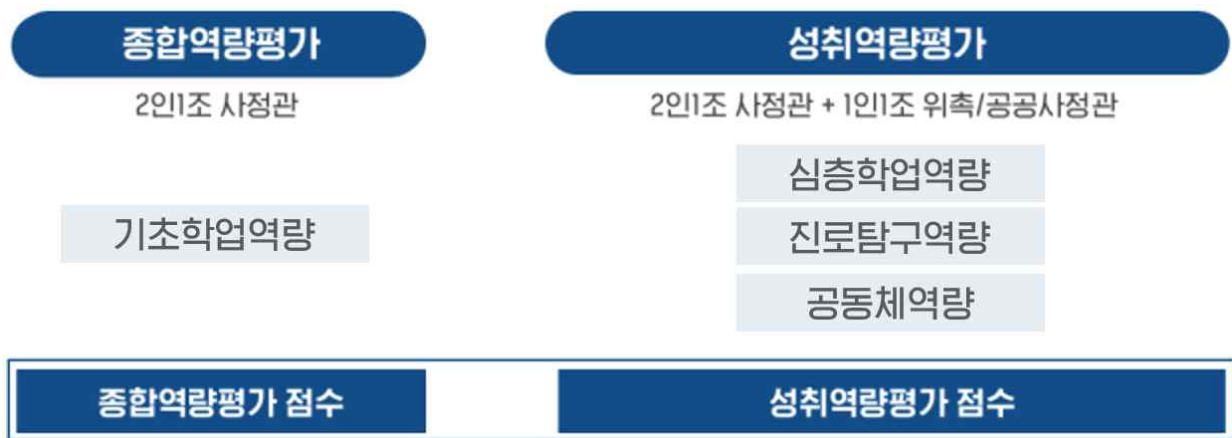 종합역량평가
2인1조 사정관
기초학업역량
성취역량평가
2인1조 사정관 + 1인1조 위촉/공공사정관
심층학업역량
진로탐구역량
공동체역량
종합역량평가 점수
성취역량평가 점수